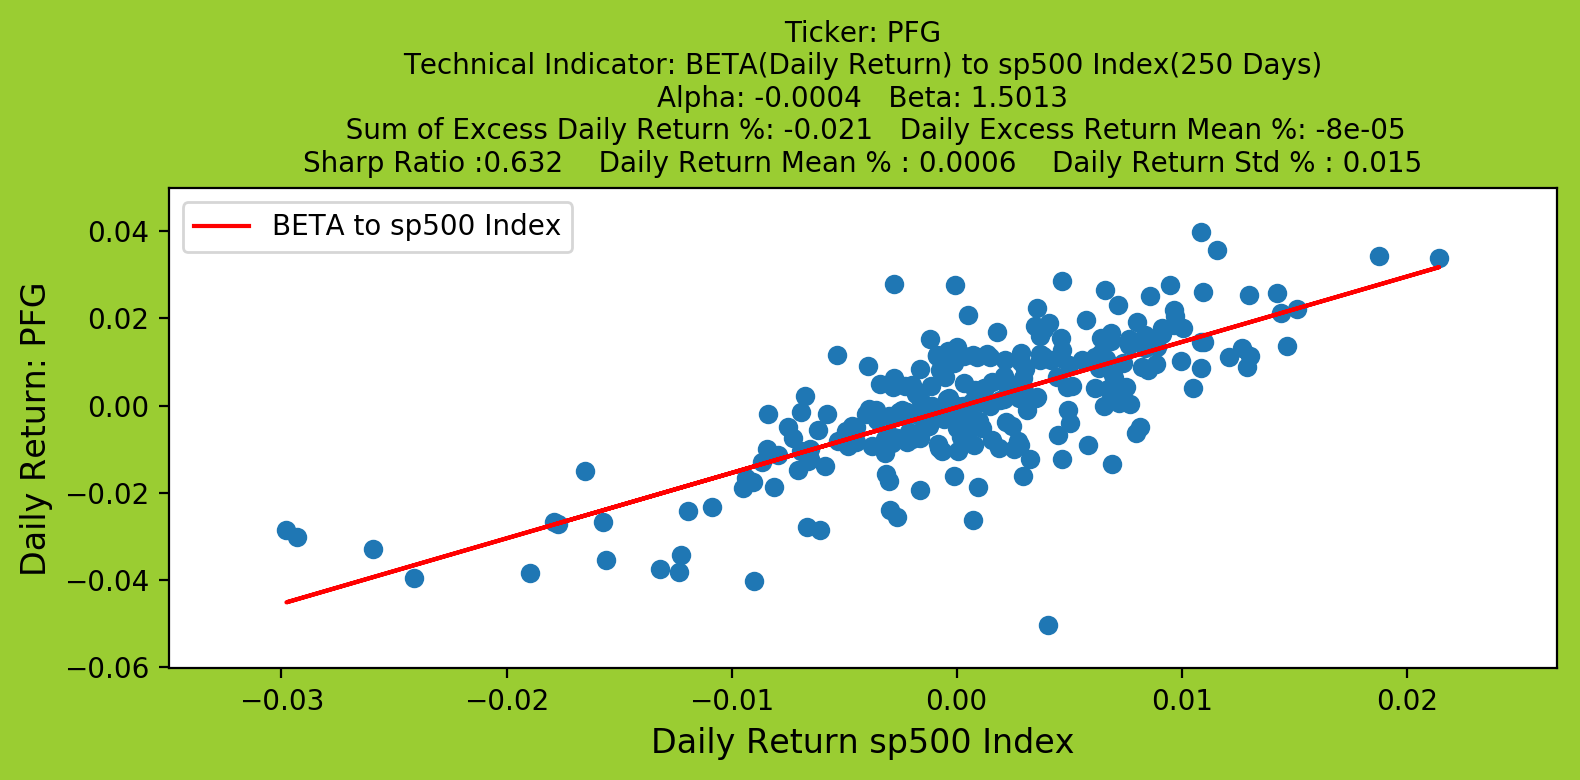 Ticker: PFG
Technical Indicator: BETA(Daily Return) to sp500 Index(250 Days)
Alpha: -0.0004 Beta: 1.5013
Sum of Excess Daily Return %: -0.021 Daily Excess Return Mean %: -8e-05
Sharp Ratio :0.632 Daily Return Mean % : 0.0006 Daily Return Std % : 0.015
BETA to sp500 Index
Daily Return: PFG
0.04
0.02
0.00
−0.02
−0.04
−0.06
−0.03 −0.02 −0.01 0.00 0.01 0.02
Daily Return sp500 Index